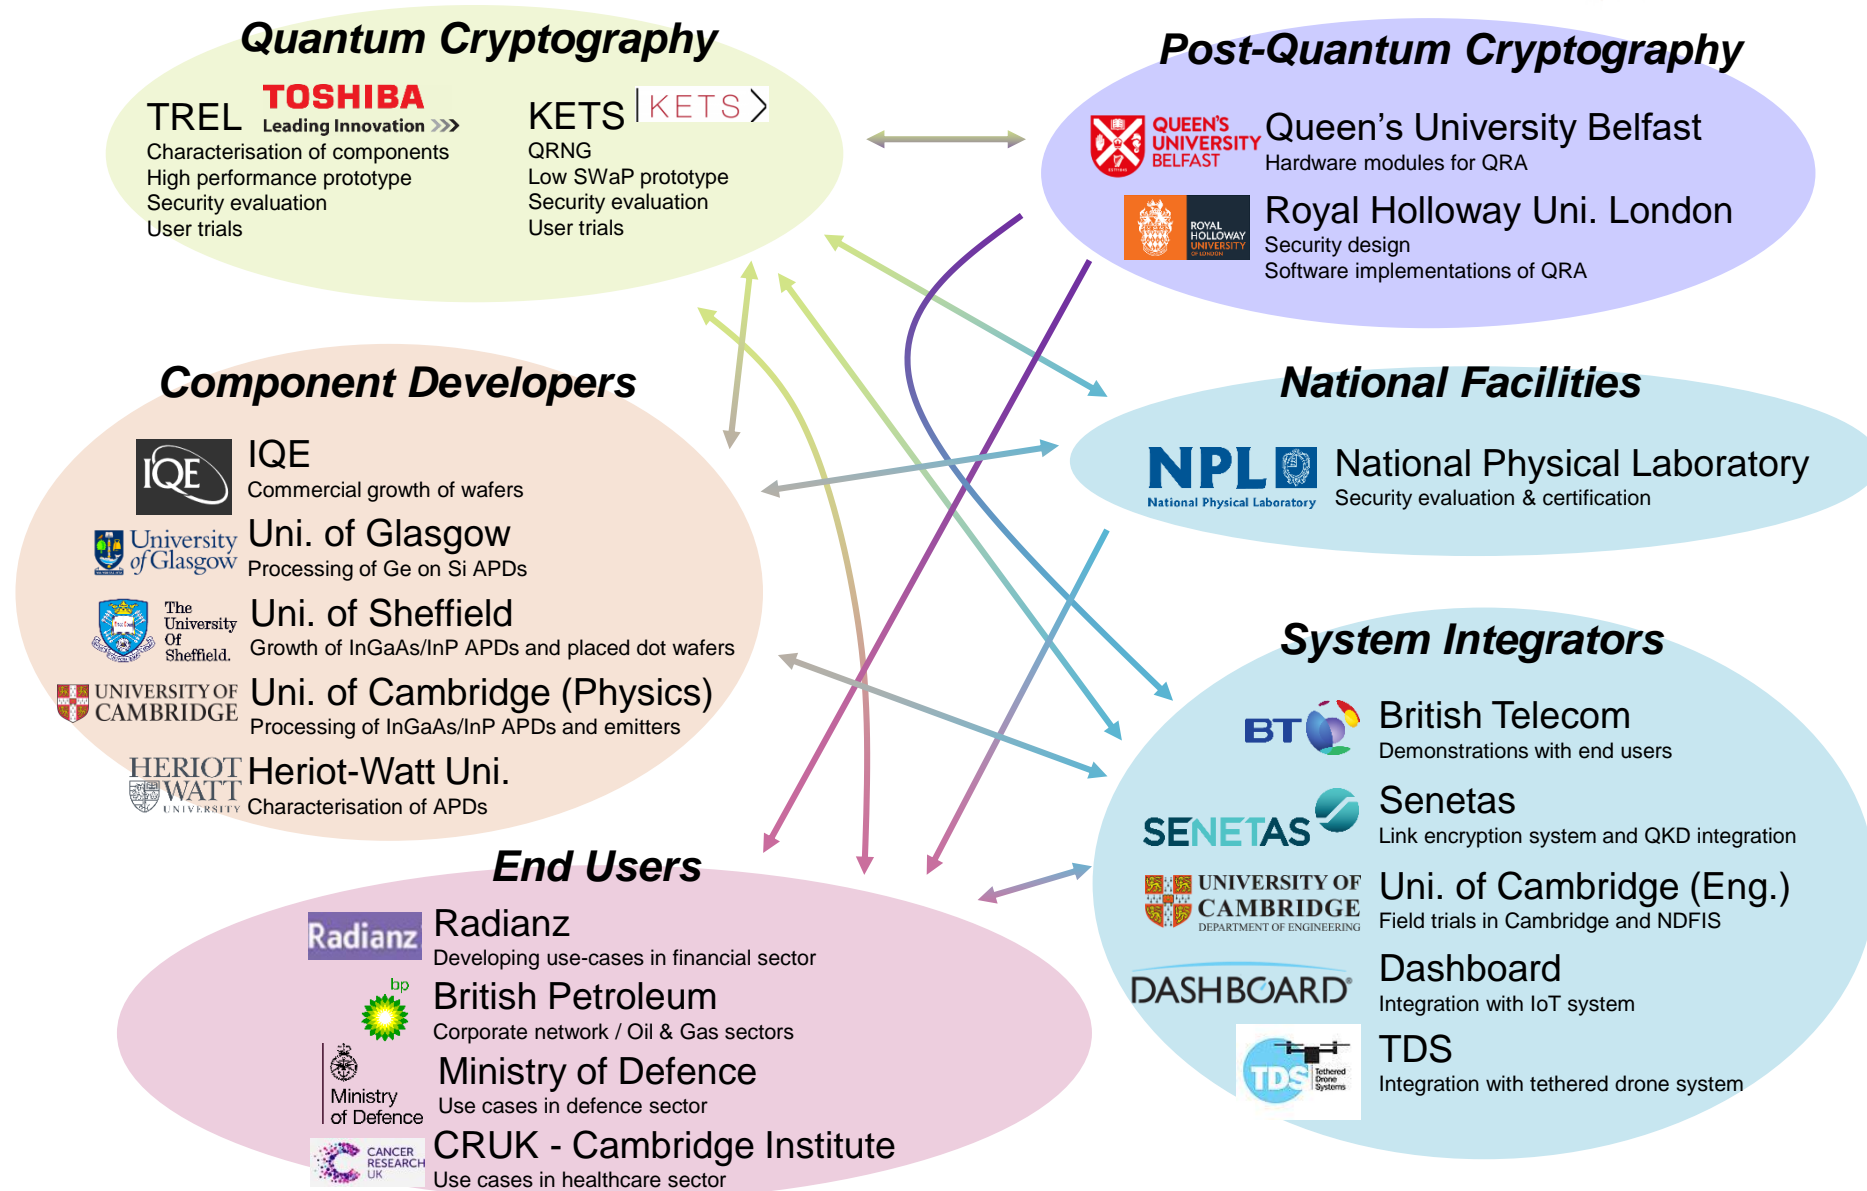 Quantum Cryptography
TREL
TOSHIBA
Leading Innovation >>>
Characterisation of components
High performance prototype
Security evaluation
User trials
KETS
KETS
QRNG
Low SWaP prototype
Security evaluation
User trials
Post-Quantum Cryptography
QUEEN'S
UNIVERSITY
BELFAST
Queen's University Belfast
Hardware modules for QRA
ROYAL
HOLLOWAY
UNIVERSITY
OF LONDON
Royal Holloway Uni. London
Security design
Software implementations of QRA
Component Developers
IQE
IQE
Commercial growth of wafers
University
of Glasgow
Uni. of Glasgow
Processing of Ge on Si APDs
The
University
Of
Sheffield.
Uni. of Sheffield
Growth of InGaAs/InP APDs and placed dot wafers
UNIVERSITY OF
CAMBRIDGE
Uni. of Cambridge (Physics)
Processing of InGaAs/InP APDs and emitters
HERIOT
WATT
UNIVERSITY
Heriot-Watt Uni.
Characterisation of APDs
National Facilities
NPL
National Physical Laboratory
National Physical Laboratory
Security evaluation & certification
System Integrators
BT
British Telecom
Demonstrations with end users
SENETAS
Senetas
Link encryption system and QKD integration
UNIVERSITY OF
CAMBRIDGE
DEPARTMENT OF ENGINEERING
Uni. of Cambridge (Eng.)
Field trials in Cambridge and NDFIS
DASHBOARD
Dashboard
Integration with IoT system
TDS
Tethered
Drone
Systems
TDS
Integration with tethered drone system
End Users
Radianz
Radianz
Developing use-cases in financial sector
bp
British Petroleum
Corporate network / Oil & Gas sectors
Ministry
of Defence
Ministry of Defence
Use cases in defence sector
CANCER
RESEARCH
UK
CRUK - Cambridge Institute
Use cases in healthcare sector